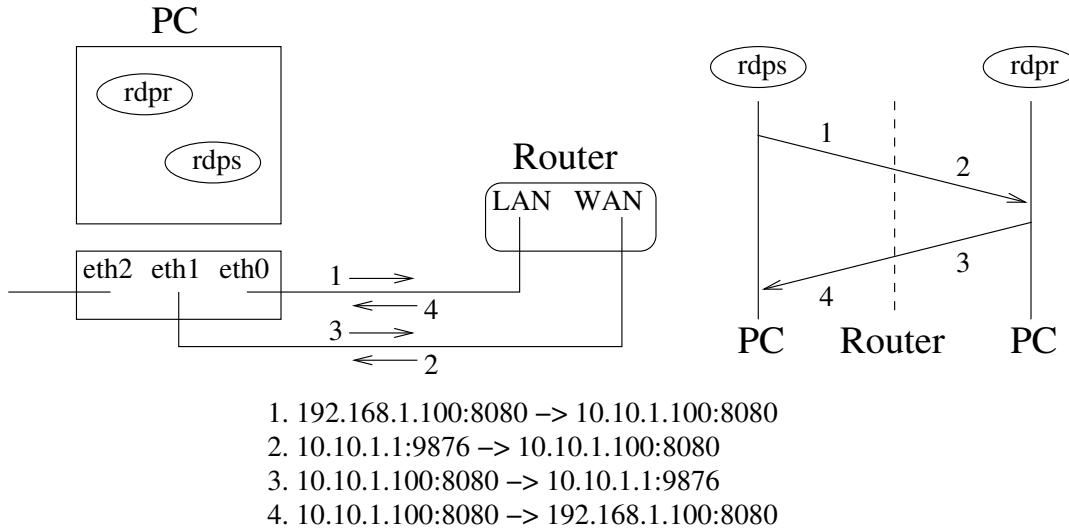 PC
rdpr
rdps
eth2 eth1 eth0
Router
LAN WAN
1
4
3
2
rdps
rdpr
1
2
3
4
PC
Router
PC
1. 192.168.1.100:8080 −> 10.10.1.100:8080
2. 10.10.1.1:9876 −> 10.10.1.100:8080
3. 10.10.1.100:8080 −> 10.10.1.1:9876
4. 10.10.1.100:8080 −> 192.168.1.100:8080